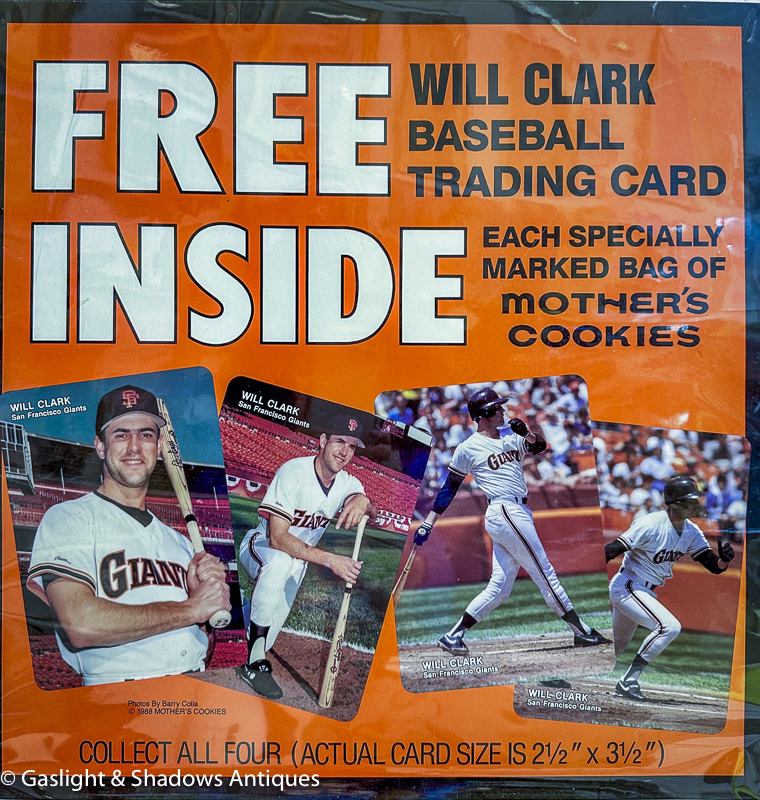 FREE
WILL CLARK
BASEBALL
TRADING CARD
INSIDE
EACH SPECIALLY
MARKED BAG OF
MOTHER'S
COOKIES
WILL CLARK
San Francisco Giants
SF
GIANTS
22
WILL CLARK
San Francisco Giants
SF
GIANTS
GIANTS
WILL CLARK
San Francisco Giants
GIANTS
WILL CLARK
San Francisco Giants
Photos By Barry Colla
© 1988 MOTHER'S COOKIES
COLLECT ALL FOUR (ACTUAL CARD SIZE IS 2½" x 3½")
© Gaslight & Shadows Antiques